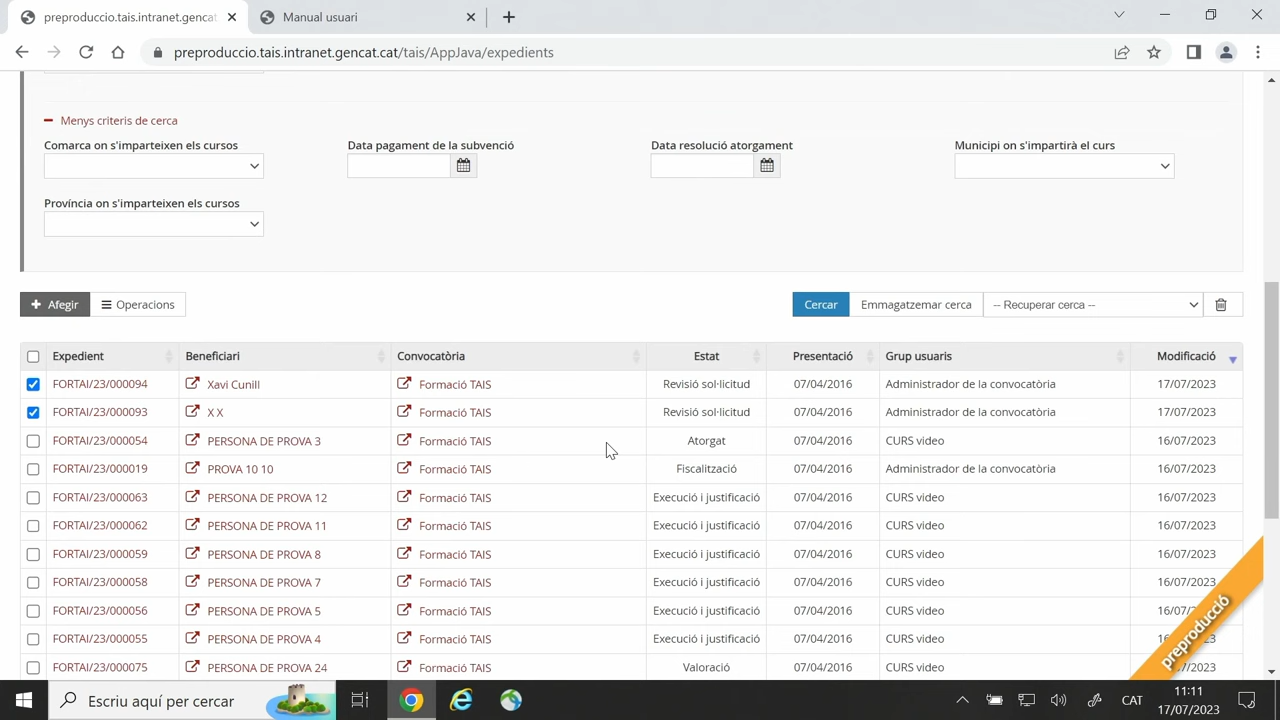 preproduccio.tais.intranet.gencat
Manual usuari
preproduccio.tais.intranet.gencat.cat/tais/AppJava/expedients
Menys criteris de cerca
Comarca on s'imparteixen els cursos
Data pagament de la subvenció
Data resolució atorgament
Municipi on s'impartirà el curs
Província on s'imparteixen els cursos
+ Afegir
Operacions
Cercar
Emmagatzemar cerca
-- Recuperar cerca --
Expedient Beneficiari Convocatòria Estat Presentació Grup usuaris Modificació
FORTAI/23/000094 Xavi Cunill Formació TAIS Revisió sol·licitud 07/04/2016 Administrador de la convocatòria 17/07/2023
FORTAI/23/000093 X X Formació TAIS Revisió sol·licitud 07/04/2016 Administrador de la convocatòria 17/07/2023
FORTAI/23/000054 PERSONA DE PROVA 3 Formació TAIS Atorgat 07/04/2016 CURS video 16/07/2023
FORTAI/23/000019 PROVA 10 10 Formació TAIS Fiscalització 07/04/2016 Administrador de la convocatòria 16/07/2023
FORTAI/23/000063 PERSONA DE PROVA 12 Formació TAIS Execució i justificació 07/04/2016 CURS video 16/07/2023
FORTAI/23/000062 PERSONA DE PROVA 11 Formació TAIS Execució i justificació 07/04/2016 CURS video 16/07/2023
FORTAI/23/000059 PERSONA DE PROVA 8 Formació TAIS Execució i justificació 07/04/2016 CURS video 16/07/2023
FORTAI/23/000058 PERSONA DE PROVA 7 Formació TAIS Execució i justificació 07/04/2016 CURS video 16/07/2023
FORTAI/23/000056 PERSONA DE PROVA 5 Formació TAIS Execució i justificació 07/04/2016 CURS video
FORTAI/23/000055 PERSONA DE PROVA 4 Formació TAIS Execució i justificació 07/04/2016 CURS video
FORTAI/23/000075 PERSONA DE PROVA 24 Formació TAIS Valoració 07/04/2016 CURS video
preproducció
Escriu aquí per cercar
CAT
11:11
17/07/2023